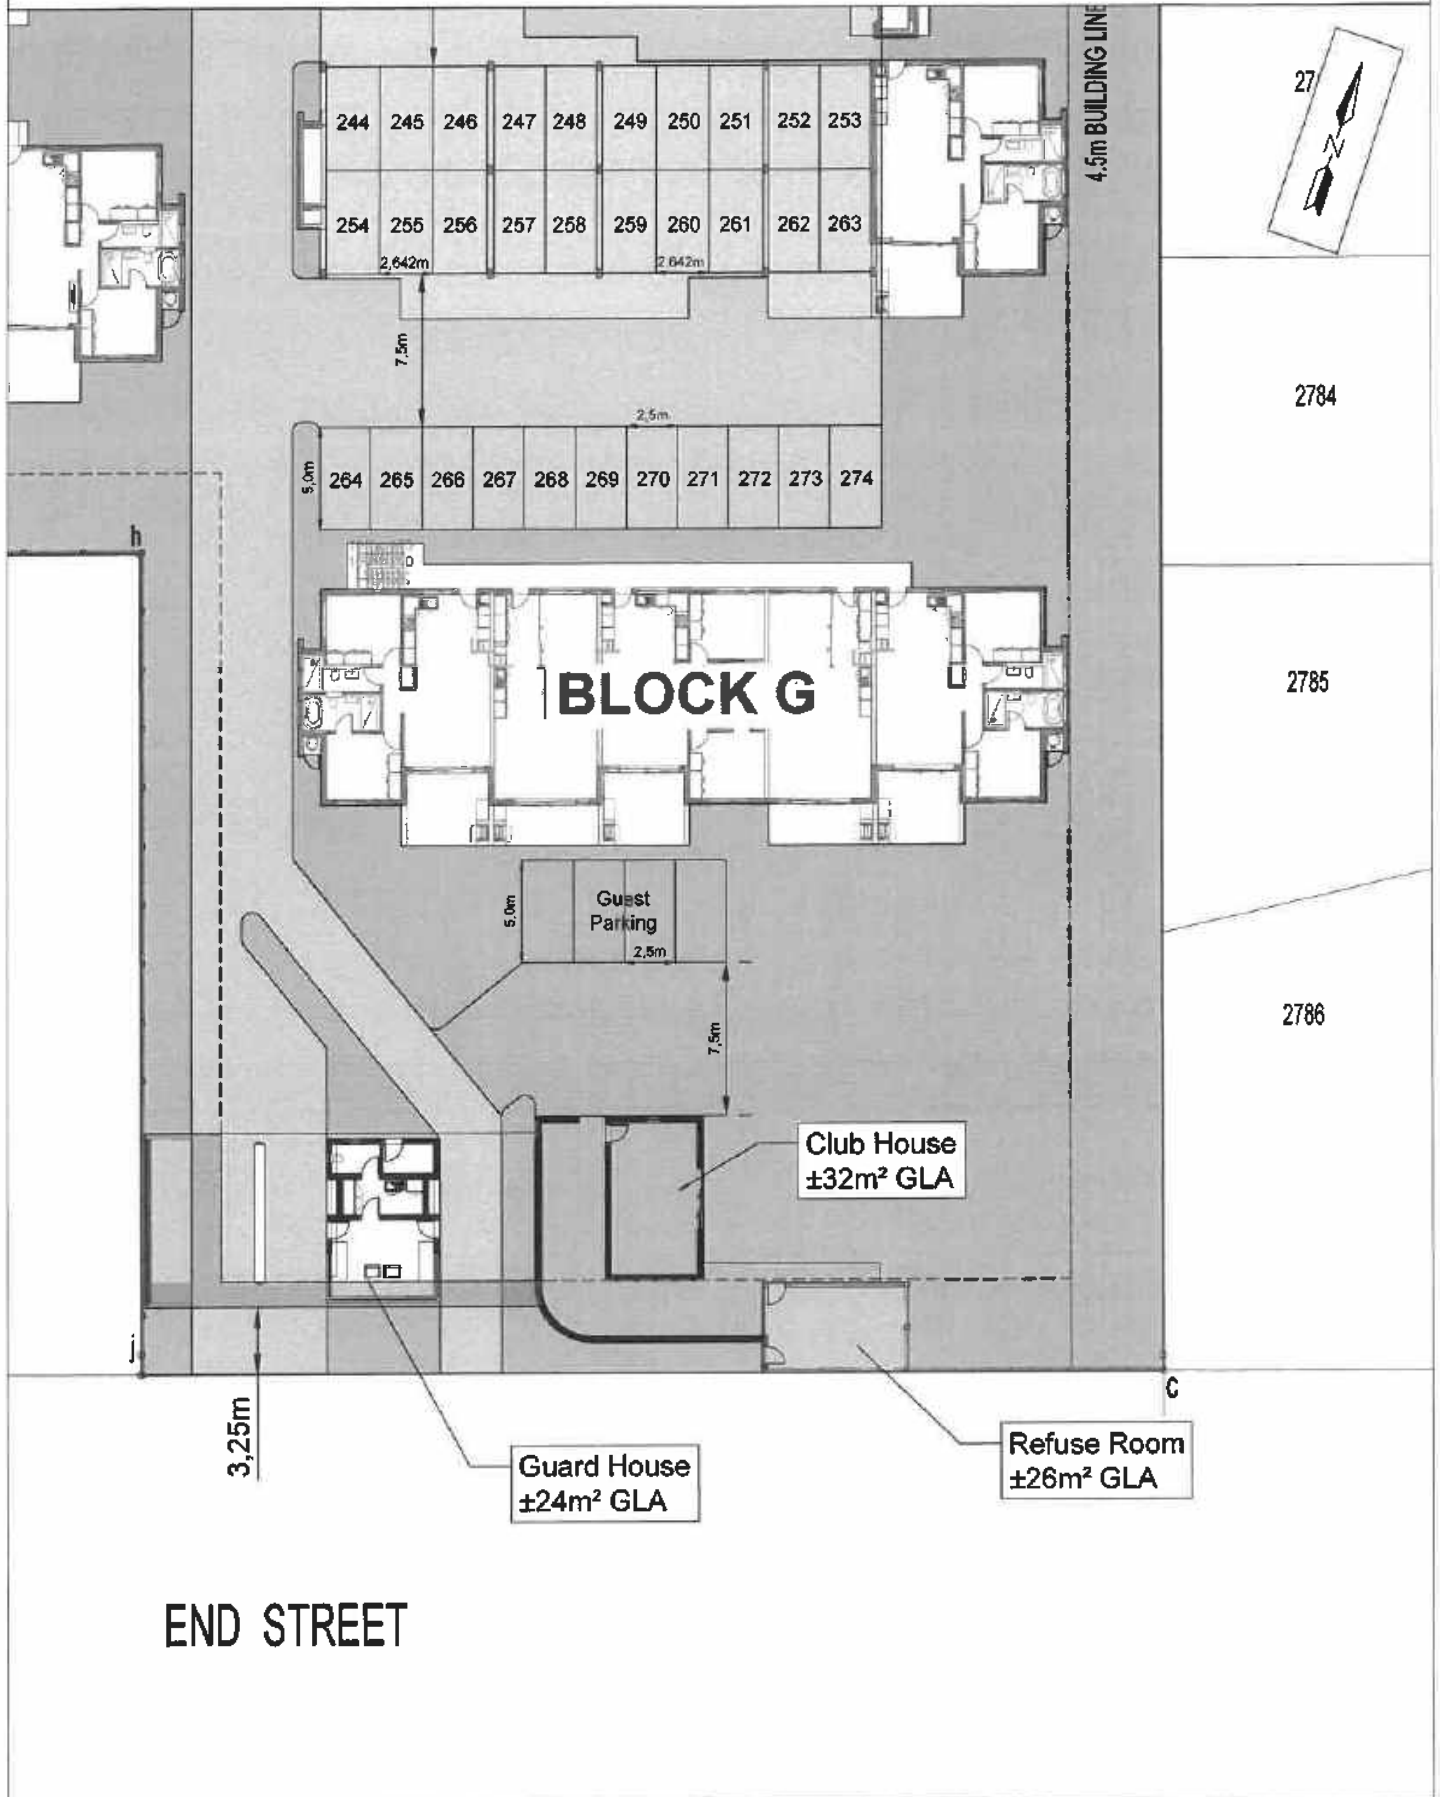 4.5m BUILDING LINE
27
N
244 245 246 247 248 249 250 251 252 253
254 255 256 257 258 259 260 261 262 263
2,642m 2.642m
7,5m
2784
2,5m
5,0m
264 265 266 267 268 269 270 271 272 273 274
h
BLOCK G
2785
5,0m
Guest
Parking
2,5m
7,5m
2786
Club House
±32m² GLA
j
C
3,25m
Guard House
±24m² GLA
Refuse Room
±26m² GLA
END STREET